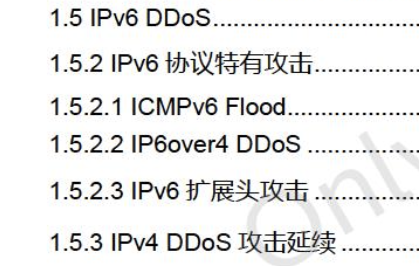 1.5 IPv6 DDoS........................
1.5.2 IPv6 协议特有攻击............
1.5.2.1 ICMPv6 Flood...............
1.5.2.2 IP6over4 DDoS .............
1.5.2.3 IPv6 扩展头攻击 ............
1.5.3 IPv4 DDoS 攻击延续 .........
Only